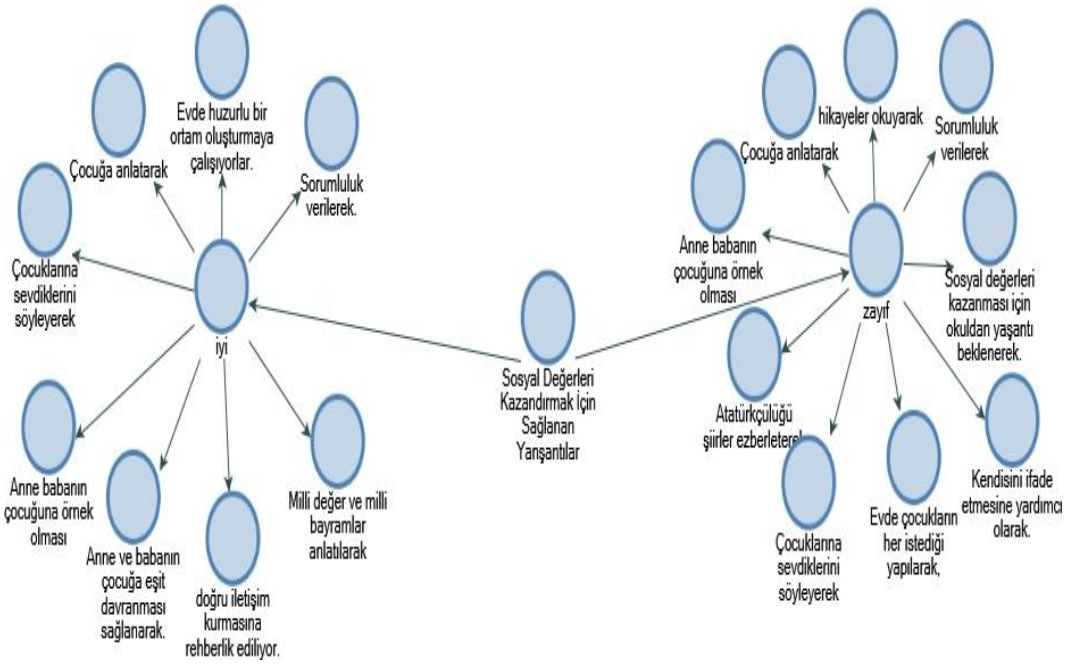 Evde huzurlu bir
ortam oluşturmaya
çalışıyorlar.
Çocuğa anlatarak
Sorumluluk
verilerek.
Çocuklarına
sevdiklerini
söyleyerek
iyi
Anne babanın
çocuğuna örnek
olması
Anne ve babanın
çocuğa eşit
davranması
sağlanarak.
doğru iletişim
kurmasına
rehberlik ediliyor.
Milli değer ve milli
bayramlar
anlatılarak
Sosyal Değerleri
Kazandırmak İçin
Sağlanan
Yanşantılar
hikayeler okuyarak
Çocuğa anlatarak
Sorumluluk
verilerek
Anne babanın
çocuğuna örnek
olması
zayıf
Sosyal değerleri
kazanması için
okuldan yaşantı
beklenerek.
Atatürkçülüğü
şiirler ezberleterek
Çocuklarına
sevdiklerini
söyleyerek
Evde çocukların
her istediği
yapılarak,
Kendisini ifade
etmesine yardımcı
olarak.